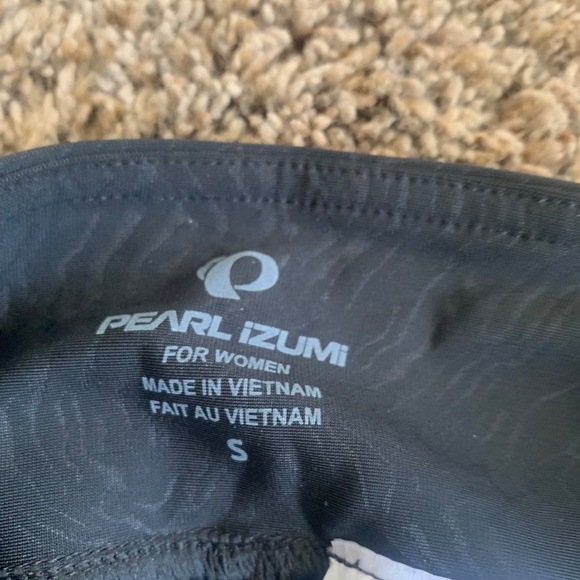 PEARL iZUMi
FOR WOMEN
MADE IN VIETNAM
FAIT AU VIETNAM
S